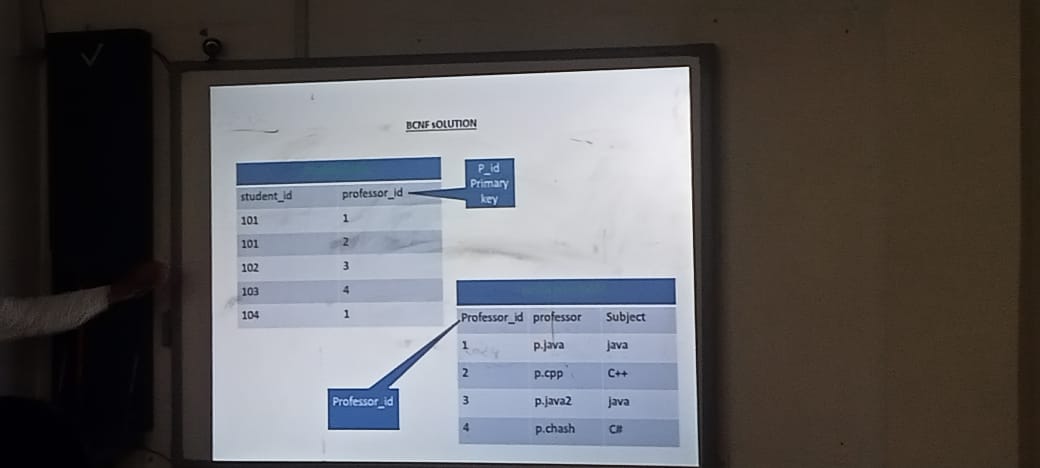 BCNF sOLUTION
P_id
Primary
key
student_id professor_id
101 1
101 2
102 3
103 4
104 1
Professor_id professor Subject
1 p.java java
2 p.cpp C++
3 p.java2 java
4 p.chash C#
Professor_id